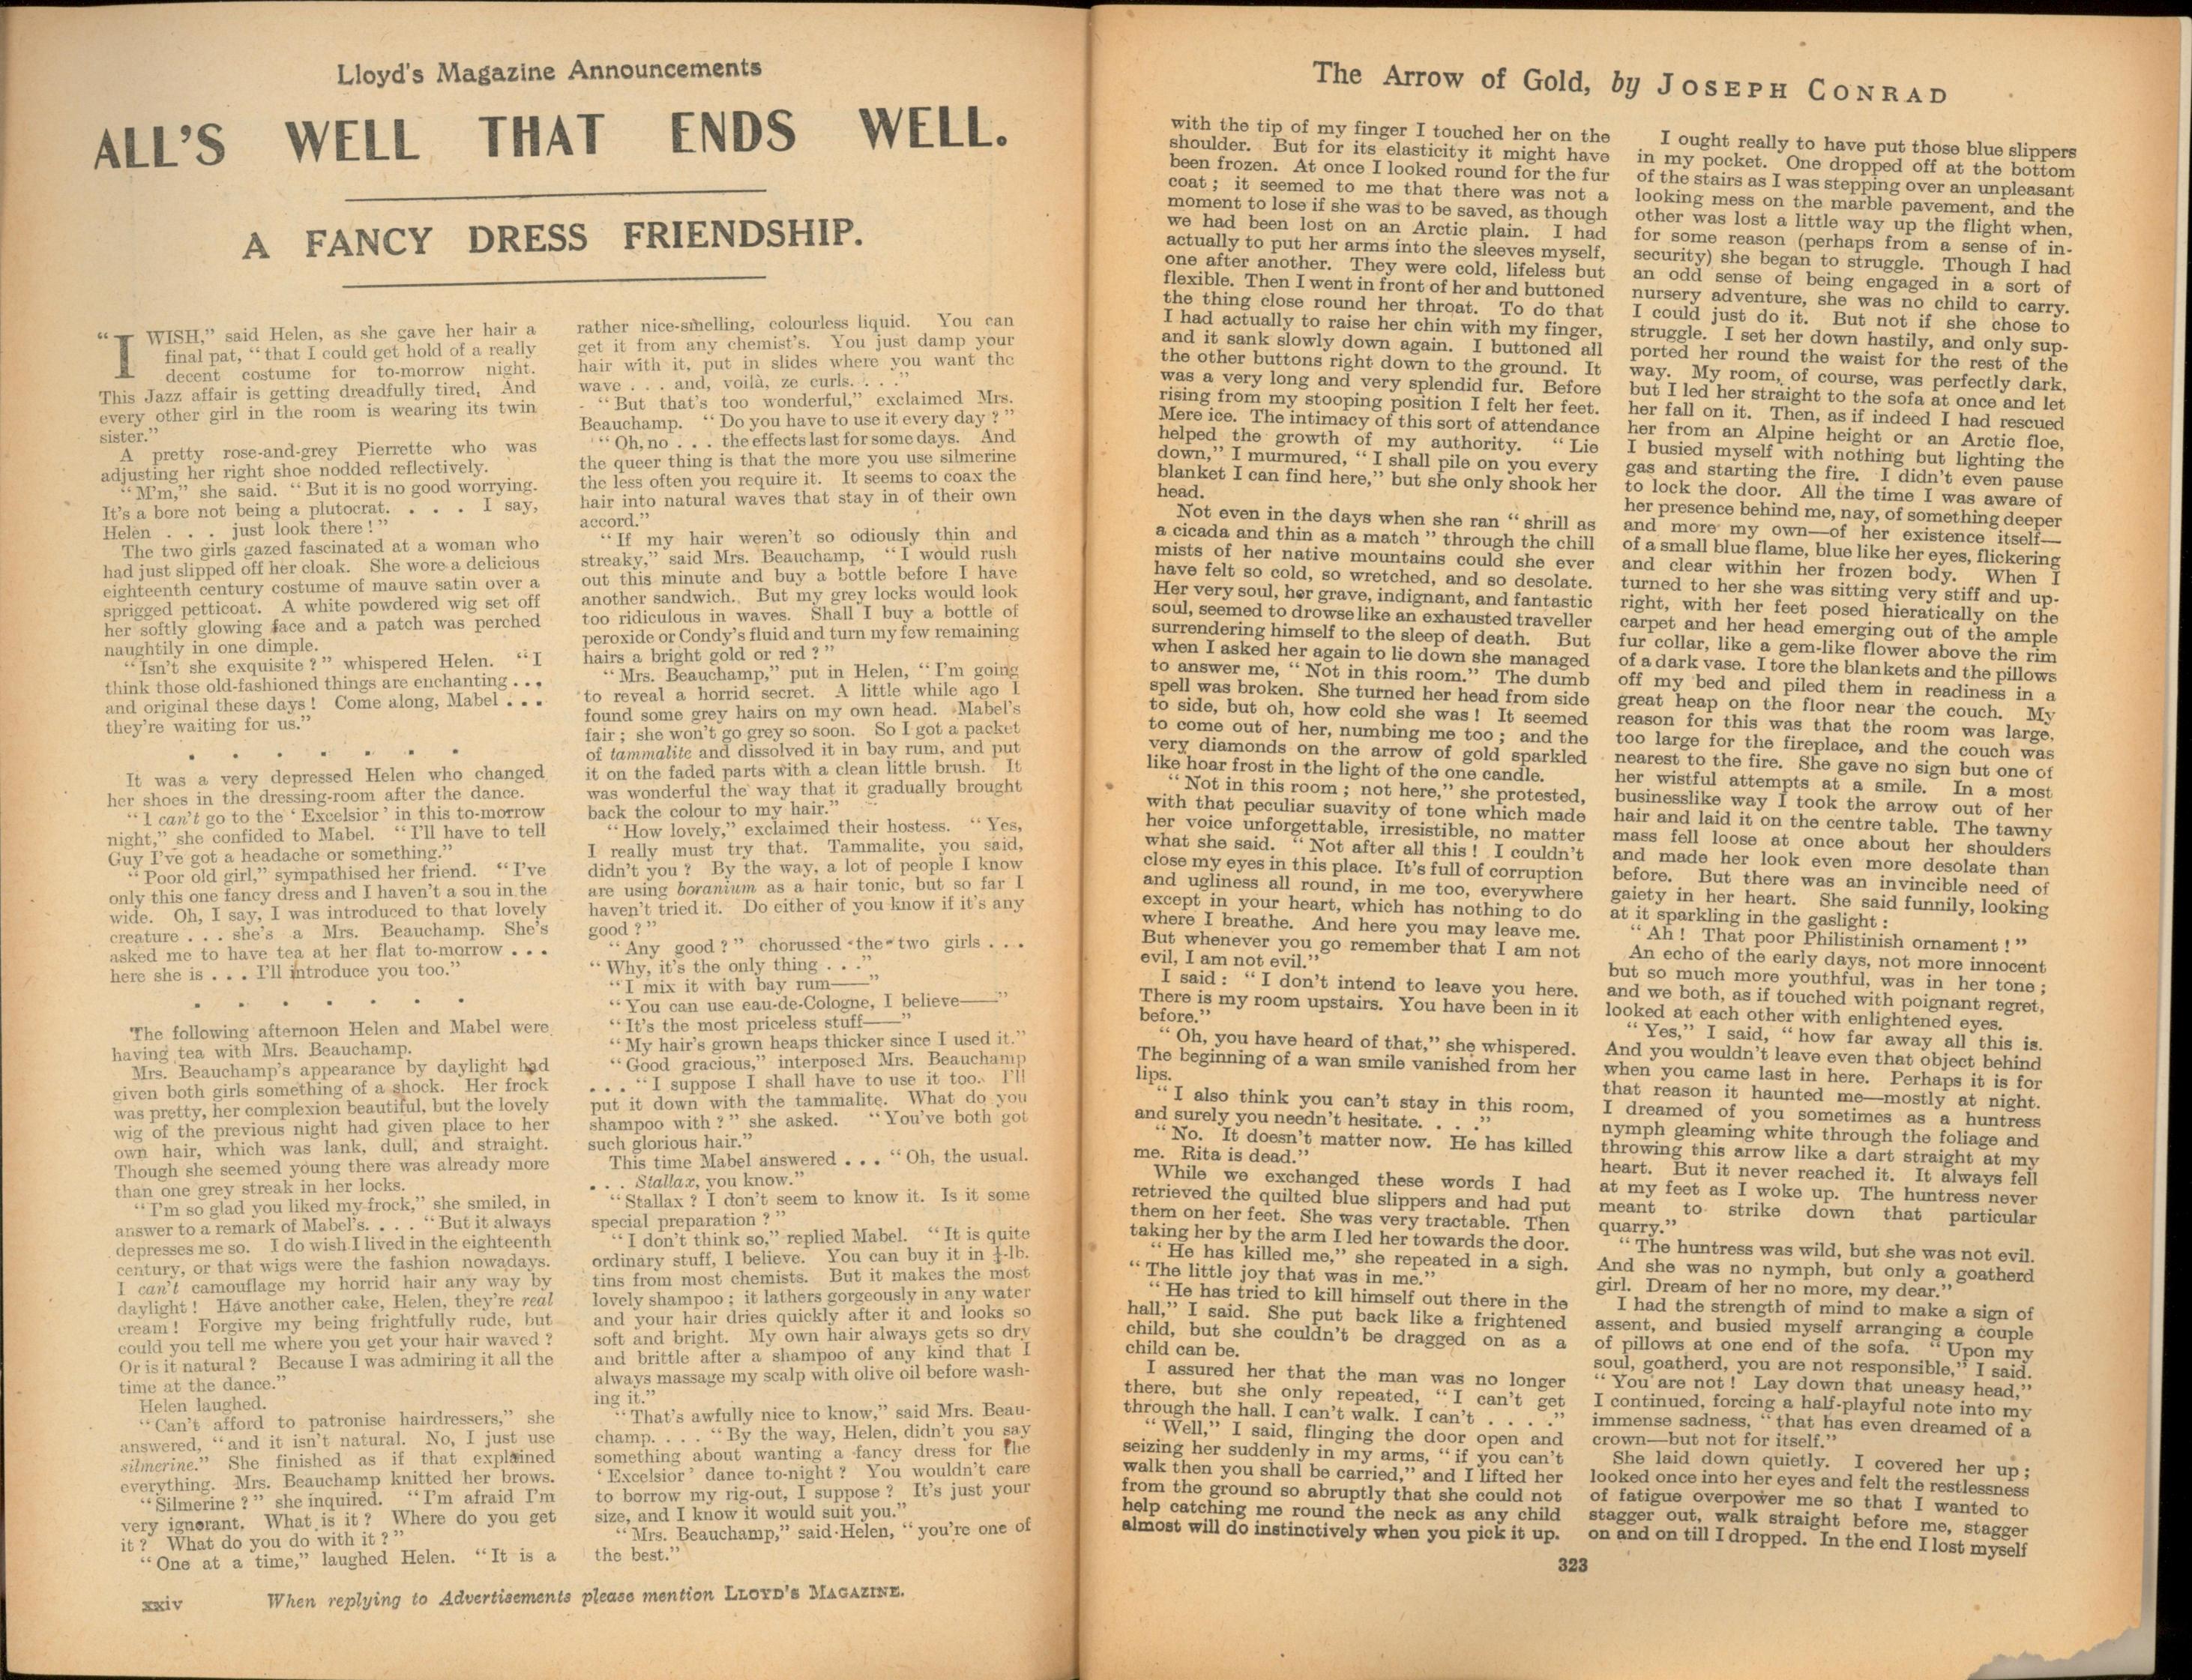 Lloyd's Magazine Announcements
ALL'S WELL THAT ENDS WELL.
A FANCY DRESS FRIENDSHIP.
"I WISH," said Helen, as she gave her hair a
final pat, "that I could get hold of a really
decent costume for to-morrow night.
This Jazz affair is getting dreadfully tired, And
every other girl in the room is wearing its twin
sister."
A pretty rose-and-grey Pierrette who was
adjusting her right shoe nodded reflectively.
"M'm," she said. "But it is no good worrying.
It's a bore not being a plutocrat. . . . I say,
Helen . . . just look there!"
The two girls gazed fascinated at a woman who
had just slipped off her cloak. She wore a delicious
eighteenth century costume of mauve satin over a
sprigged petticoat. A white powdered wig set off
her softly glowing face and a patch was perched
naughtily in one dimple.
"Isn't she exquisite?" whispered Helen. "I
think those old-fashioned things are enchanting . . .
and original these days! Come along, Mabel . . .
they're waiting for us."
. . . . . . .
It was a very depressed Helen who changed
her shoes in the dressing-room after the dance.
"I can't go to the 'Excelsior' in this to-morrow
night," she confided to Mabel. "I'll have to tell
Guy I've got a headache or something."
"Poor old girl," sympathised her friend. "I've
only this one fancy dress and I haven't a sou in the
wide. Oh, I say, I was introduced to that lovely
creature . . . she's a Mrs. Beauchamp. She's
asked me to have tea at her flat to-morrow . . .
here she is . . . I'll introduce you too."
. . . . . . .
The following afternoon Helen and Mabel were
having tea with Mrs. Beauchamp.
Mrs. Beauchamp's appearance by daylight had
given both girls something of a shock. Her frock
was pretty, her complexion beautiful, but the lovely
wig of the previous night had given place to her
own hair, which was lank, dull, and straight.
Though she seemed young there was already more
than one grey streak in her locks.
"I'm so glad you liked my frock," she smiled, in
answer to a remark of Mabel's. . . . "But it always
depresses me so. I do wish I lived in the eighteenth
century, or that wigs were the fashion nowadays.
I can't camouflage my horrid hair any way by
daylight! Have another cake, Helen, they're real
cream! Forgive my being frightfully rude, but
could you tell me where you get your hair waved?
Or is it natural? Because I was admiring it all the
time at the dance."
Helen laughed.
"Can't afford to patronise hairdressers," she
answered, "and it isn't natural. No, I just use
silmerine." She finished as if that explained
everything. Mrs. Beauchamp knitted her brows.
"Silmerine?" she inquired. "I'm afraid I'm
very ignorant. What is it? Where do you get
it? What do you do with it?"
"One at a time," laughed Helen. "It is a
rather nice-smelling, colourless liquid. You can
get it from any chemist's. You just damp your
hair with it, put in slides where you want the
wave . . . and, voilà, ze curls. . . ."
"But that's too wonderful," exclaimed Mrs.
Beauchamp. "Do you have to use it every day?"
"Oh, no . . . the effects last for some days. And
the queer thing is that the more you use silmerine
the less often you require it. It seems to coax the
hair into natural waves that stay in of their own
accord."
"If my hair weren't so odiously thin and
streaky," said Mrs. Beauchamp, "I would rush
out this minute and buy a bottle before I have
another sandwich. But my grey locks would look
too ridiculous in waves. Shall I buy a bottle of
peroxide or Condy's fluid and turn my few remaining
hairs a bright gold or red?"
"Mrs. Beauchamp," put in Helen, "I'm going
to reveal a horrid secret. A little while ago I
found some grey hairs on my own head. Mabel's
fair; she won't go grey so soon. So I got a packet
of tammalite and dissolved it in bay rum, and put
it on the faded parts with a clean little brush. It
was wonderful the way that it gradually brought
back the colour to my hair."
"How lovely," exclaimed their hostess. "Yes,
I really must try that. Tammalite, you said,
didn't you? By the way, a lot of people I know
are using boranium as a hair tonic, but so far I
haven't tried it. Do either of you know if it's any
good?"
"Any good?" chorussed the two girls . . .
"Why, it's the only thing . . ."
"I mix it with bay rum——"
"You can use eau-de-Cologne, I believe——"
"It's the most priceless stuff——"
"My hair's grown heaps thicker since I used it."
"Good gracious," interposed Mrs. Beauchamp
. . . "I suppose I shall have to use it too. I'll
put it down with the tammalite. What do you
shampoo with?" she asked. "You've both got
such glorious hair."
This time Mabel answered . . . "Oh, the usual.
. . . Stallax, you know."
"Stallax? I don't seem to know it. Is it some
special preparation?"
"I don't think so," replied Mabel. "It is quite
ordinary stuff, I believe. You can buy it in ¼-lb.
tins from most chemists. But it makes the most
lovely shampoo; it lathers gorgeously in any water
and your hair dries quickly after it and looks so
soft and bright. My own hair always gets so dry
and brittle after a shampoo of any kind that I
always massage my scalp with olive oil before wash-
ing it."
"That's awfully nice to know," said Mrs. Beau-
champ. . . . "By the way, Helen, didn't you say
something about wanting a fancy dress for the
'Excelsior' dance to-night? You wouldn't care
to borrow my rig-out, I suppose? It's just your
size, and I know it would suit you."
"Mrs. Beauchamp," said Helen, "you're one of
the best."
xxiv When replying to Advertisements please mention LLOYD'S MAGAZINE.
The Arrow of Gold, by JOSEPH CONRAD
with the tip of my finger I touched her on the
shoulder. But for its elasticity it might have
been frozen. At once I looked round for the fur
coat; it seemed to me that there was not a
moment to lose if she was to be saved, as though
we had been lost on an Arctic plain. I had
actually to put her arms into the sleeves myself,
one after another. They were cold, lifeless but
flexible. Then I went in front of her and buttoned
the thing close round her throat. To do that
I had actually to raise her chin with my finger,
and it sank slowly down again. I buttoned all
the other buttons right down to the ground. It
was a very long and very splendid fur. Before
rising from my stooping position I felt her feet.
Mere ice. The intimacy of this sort of attendance
helped the growth of my authority. "Lie
down," I murmured, "I shall pile on you every
blanket I can find here," but she only shook her
head.
Not even in the days when she ran "shrill as
a cicada and thin as a match" through the chill
mists of her native mountains could she ever
have felt so cold, so wretched, and so desolate.
Her very soul, her grave, indignant, and fantastic
soul, seemed to drowse like an exhausted traveller
surrendering himself to the sleep of death. But
when I asked her again to lie down she managed
to answer me, "Not in this room." The dumb
spell was broken. She turned her head from side
to side, but oh, how cold she was! It seemed
to come out of her, numbing me too; and the
very diamonds on the arrow of gold sparkled
like hoar frost in the light of the one candle.
"Not in this room; not here," she protested,
with that peculiar suavity of tone which made
her voice unforgettable, irresistible, no matter
what she said. "Not after all this! I couldn't
close my eyes in this place. It's full of corruption
and ugliness all round, in me too, everywhere
except in your heart, which has nothing to do
where I breathe. And here you may leave me.
But whenever you go remember that I am not
evil, I am not evil."
I said: "I don't intend to leave you here.
There is my room upstairs. You have been in it
before."
"Oh, you have heard of that," she whispered.
The beginning of a wan smile vanished from her
lips.
"I also think you can't stay in this room,
and surely you needn't hesitate. . . ."
"No. It doesn't matter now. He has killed
me. Rita is dead."
While we exchanged these words I had
retrieved the quilted blue slippers and had put
them on her feet. She was very tractable. Then
taking her by the arm I led her towards the door.
"He has killed me," she repeated in a sigh.
"The little joy that was in me."
"He has tried to kill himself out there in the
hall," I said. She put back like a frightened
child, but she couldn't be dragged on as a
child can be.
I assured her that the man was no longer
there, but she only repeated, "I can't get
through the hall. I can't walk. I can't . . . ."
"Well," I said, flinging the door open and
seizing her suddenly in my arms, "if you can't
walk then you shall be carried," and I lifted her
from the ground so abruptly that she could not
help catching me round the neck as any child
almost will do instinctively when you pick it up.
I ought really to have put those blue slippers
in my pocket. One dropped off at the bottom
of the stairs as I was stepping over an unpleasant
looking mess on the marble pavement, and the
other was lost a little way up the flight when,
for some reason (perhaps from a sense of in-
security) she began to struggle. Though I had
an odd sense of being engaged in a sort of
nursery adventure, she was no child to carry.
I could just do it. But not if she chose to
struggle. I set her down hastily, and only sup-
ported her round the waist for the rest of the
way. My room, of course, was perfectly dark,
but I led her straight to the sofa at once and let
her fall on it. Then, as if indeed I had rescued
her from an Alpine height or an Arctic floe,
I busied myself with nothing but lighting the
gas and starting the fire. I didn't even pause
to lock the door. All the time I was aware of
her presence behind me, nay, of something deeper
and more my own—of her existence itself—
of a small blue flame, blue like her eyes, flickering
and clear within her frozen body. When I
turned to her she was sitting very stiff and up-
right, with her feet posed hieratically on the
carpet and her head emerging out of the ample
fur collar, like a gem-like flower above the rim
of a dark vase. I tore the blankets and the pillows
off my bed and piled them in readiness in a
great heap on the floor near the couch. My
reason for this was that the room was large,
too large for the fireplace, and the couch was
nearest to the fire. She gave no sign but one of
her wistful attempts at a smile. In a most
businesslike way I took the arrow out of her
hair and laid it on the centre table. The tawny
mass fell loose at once about her shoulders
and made her look even more desolate than
before. But there was an invincible need of
gaiety in her heart. She said funnily, looking
at it sparkling in the gaslight:
"Ah! That poor Philistinish ornament!"
An echo of the early days, not more innocent
but so much more youthful, was in her tone;
and we both, as if touched with poignant regret,
looked at each other with enlightened eyes.
"Yes," I said, "how far away all this is.
And you wouldn't leave even that object behind
when you came last in here. Perhaps it is for
that reason it haunted me—mostly at night.
I dreamed of you sometimes as a huntress
nymph gleaming white through the foliage and
throwing this arrow like a dart straight at my
heart. But it never reached it. It always fell
at my feet as I woke up. The huntress never
meant to strike down that particular
quarry."
"The huntress was wild, but she was not evil.
And she was no nymph, but only a goatherd
girl. Dream of her no more, my dear."
I had the strength of mind to make a sign of
assent, and busied myself arranging a couple
of pillows at one end of the sofa. "Upon my
soul, goatherd, you are not responsible," I said.
"You are not! Lay down that uneasy head,"
I continued, forcing a half-playful note into my
immense sadness, "that has even dreamed of a
crown—but not for itself."
She laid down quietly. I covered her up;
looked once into her eyes and felt the restlessness
of fatigue overpower me so that I wanted to
stagger out, walk straight before me, stagger
on and on till I dropped. In the end I lost myself
323